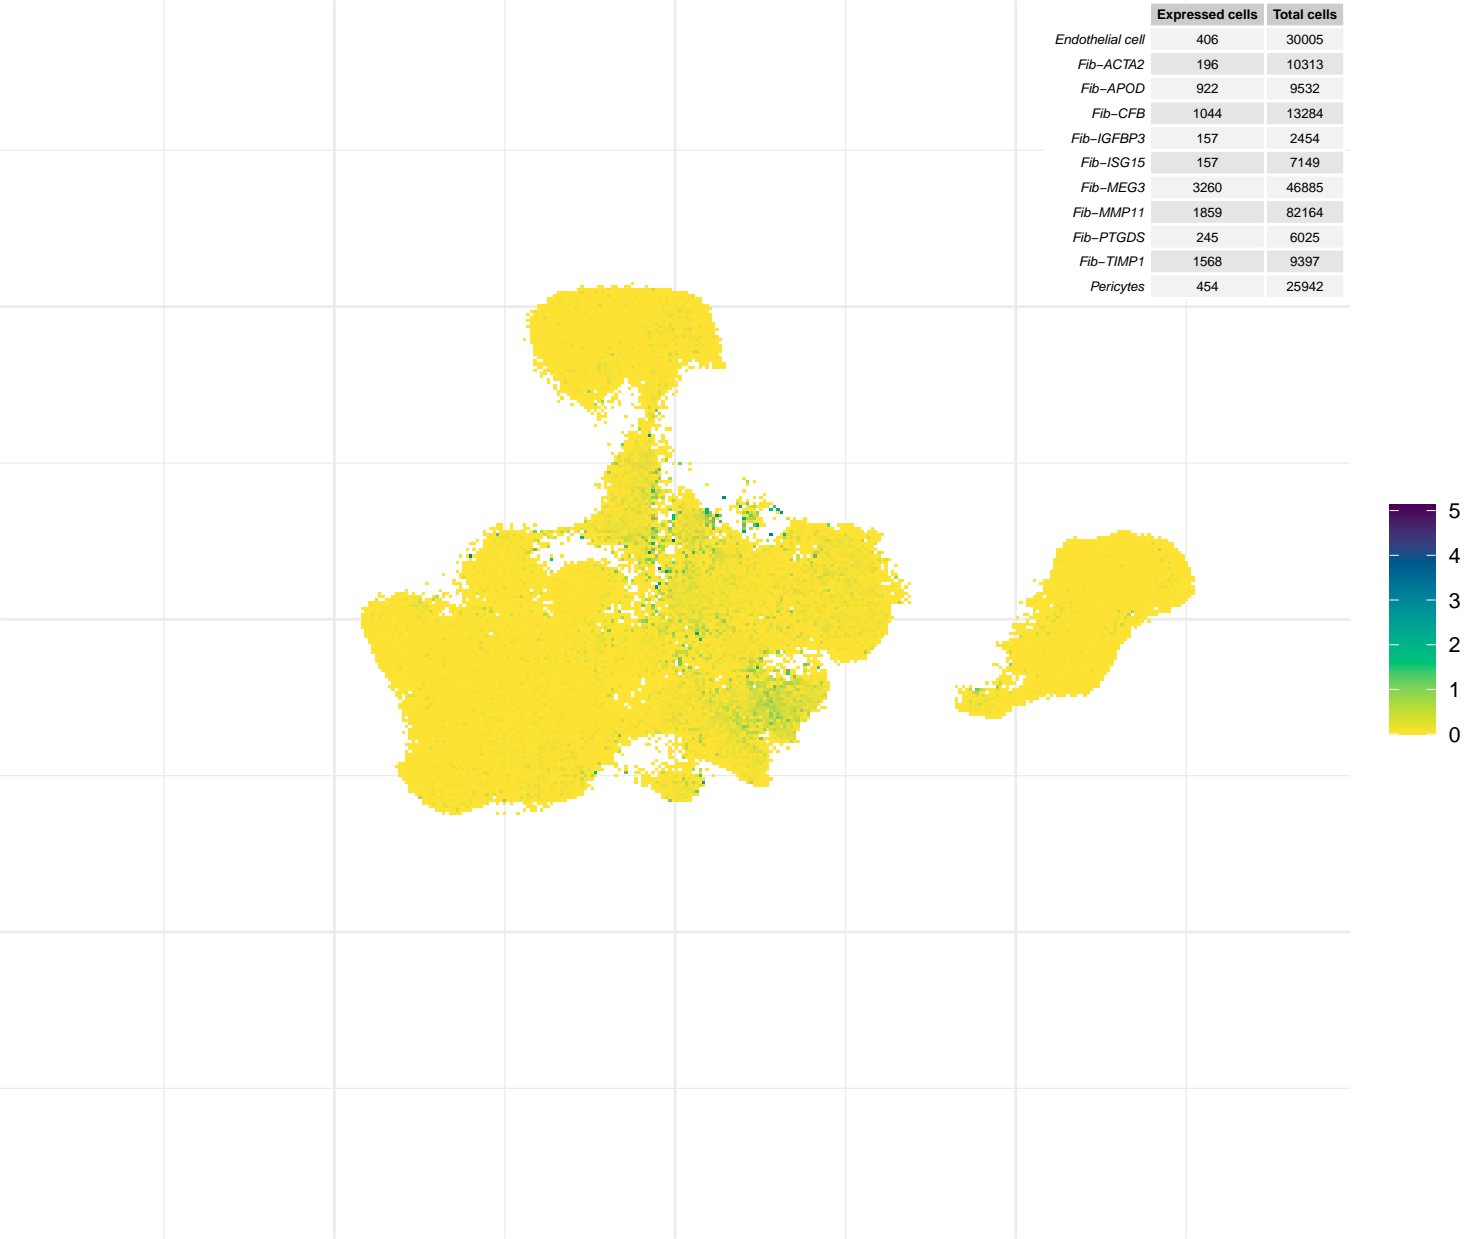 Expressed cells Total cells
Endothelial cell 406 30005
Fib−ACTA2 196 10313
Fib−APOD 922 9532
Fib−CFB 1044 13284
Fib−IGFBP3 157 2454
Fib−ISG15 157 7149
Fib−MEG3 3260 46885
Fib−MMP11 1859 82164
Fib−PTGDS 245 6025
Fib−TIMP1 1568 9397
Pericytes 454 25942
5
4
3
2
1
0